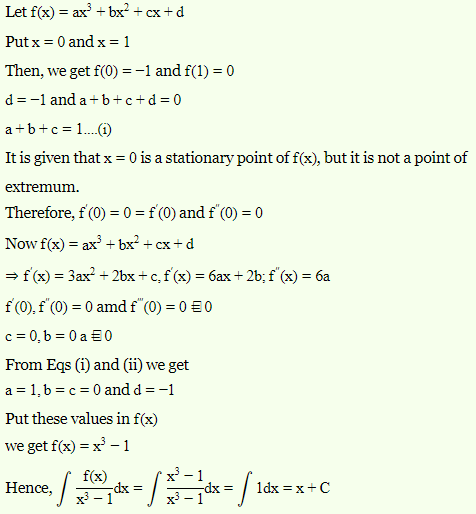 Let f(x) = ax³ + bx² + cx + d
Put x = 0 and x = 1
Then, we get f(0) = −1 and f(1) = 0
d = −1 and a + b + c + d = 0
a + b + c = 1....(i)
It is given that x = 0 is a stationary point of f(x), but it is not a point of
extremum.
Therefore, f'(0) = 0 = f'(0) and f''(0) = 0
Now f(x) = ax³ + bx² + cx + d
⇒ f'(x) = 3ax² + 2bx + c, f'(x) = 6ax + 2b; f''(x) = 6a
f'(0), f''(0) = 0 amd f'''(0) = 0 ∃ 0
c = 0, b = 0 a ∃ 0
From Eqs (i) and (ii) we get
a = 1, b = c = 0 and d = −1
Put these values in f(x)
we get f(x) = x³ − 1
Hence, ∫ f(x)/(x³ − 1) dx = ∫ (x³ − 1)/(x³ − 1) dx = ∫ 1dx = x + C